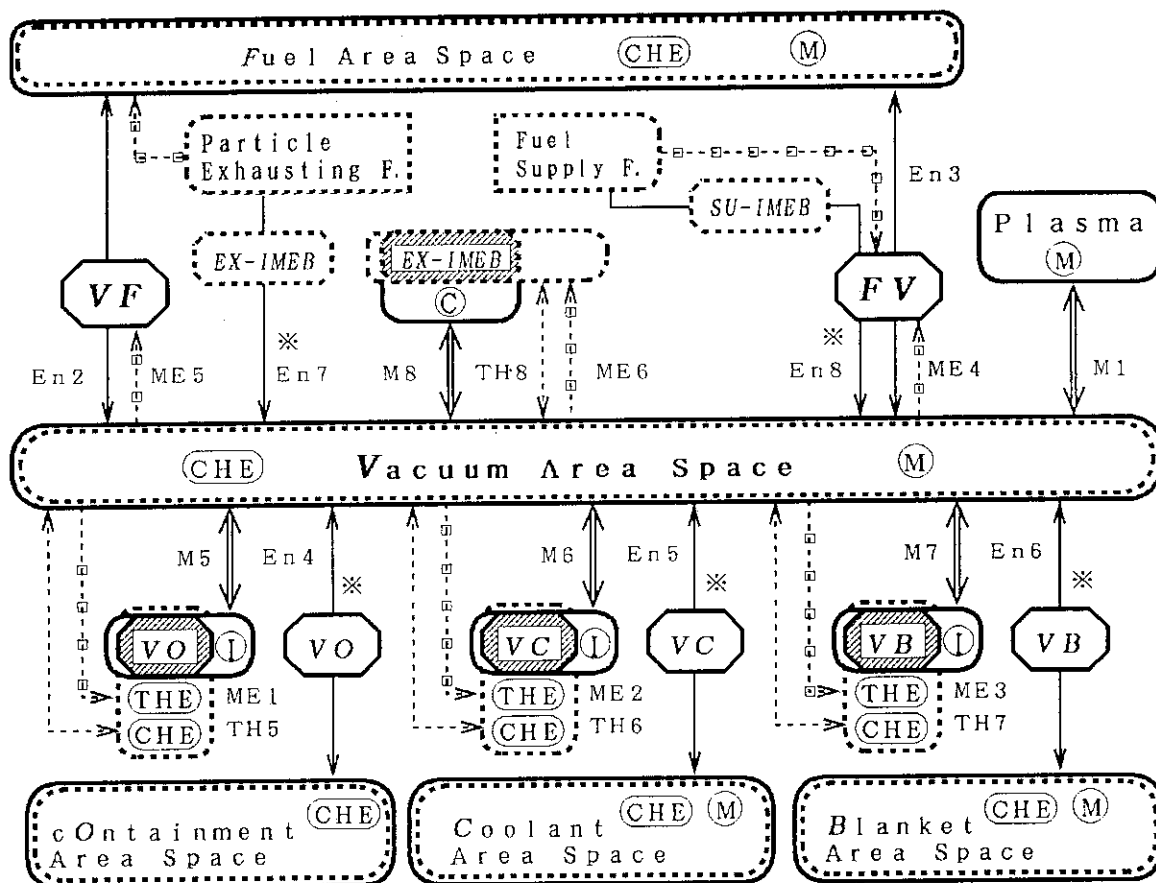 Fuel Area Space CHE M
Particle
Exhausting F.
Fuel
Supply F.
En3
SU-IMEB
Plasma
M
EX-IMEB
EX-IMEB
C
VF
FV
※
※
En2
ME5
En7
M8
TH8
ME6
En8
ME4
M1
CHE Vacuum Area Space M
M5
En4
M6
En5
M7
En6
※
※
※
VO
I
VO
VC
I
VC
VB
I
VB
THE
ME1
THE
ME2
THE
ME3
CHE
TH5
CHE
TH6
CHE
TH7
CHE
cOntainment
Area Space
CHE M
Coolant
Area Space
CHE M
Blanket
Area Space